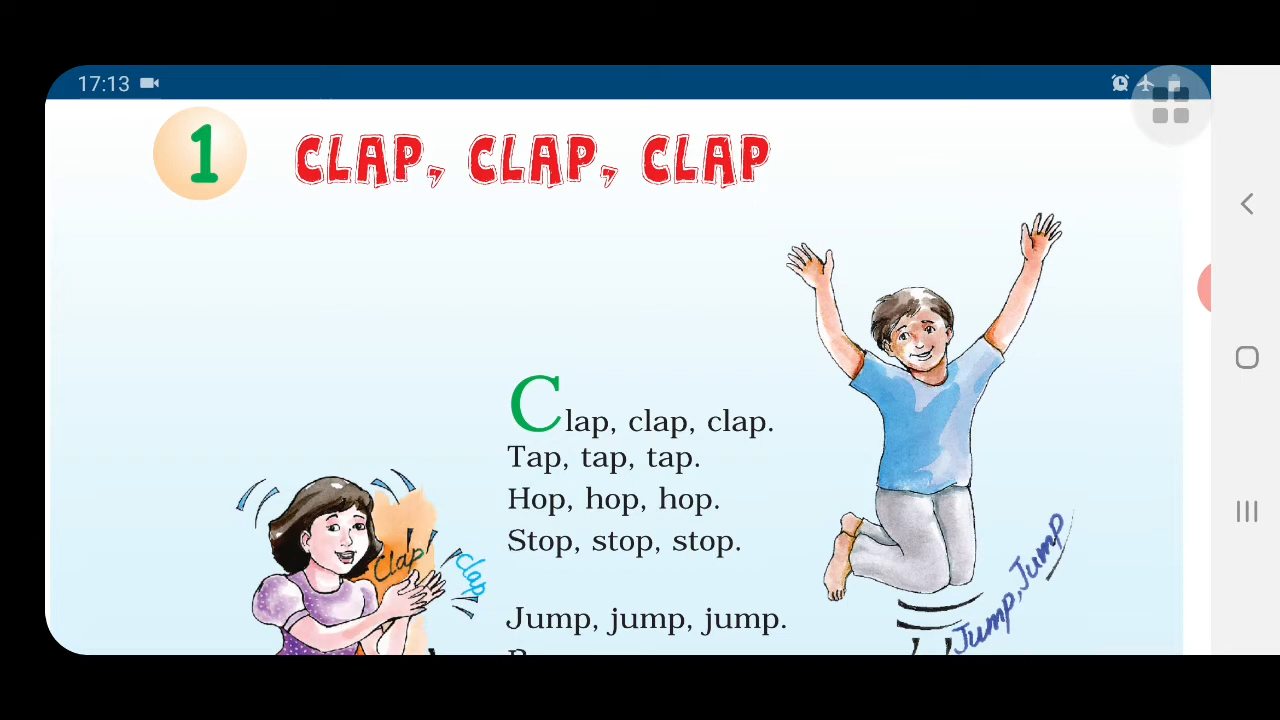 17:13
1 CLAP, CLAP, CLAP
Clap, clap, clap.
Tap, tap, tap.
Hop, hop, hop.
Stop, stop, stop.
Clap!
clap
Jump, jump, jump.
Jump, Jump